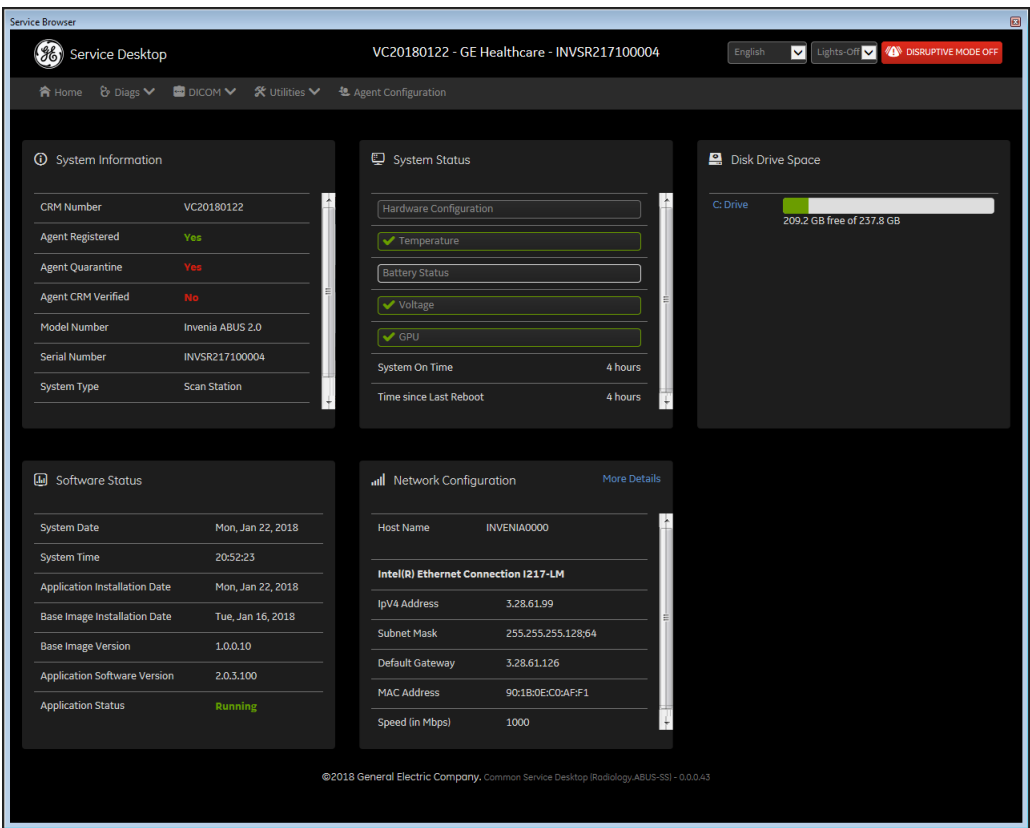 Service Browser
Service Desktop
VC20180122 - GE Healthcare - INVSR217100004
English
Lights-Off
DISRUPTIVE MODE OFF
Home
Diags
DICOM
Utilities
Agent Configuration
System Information
CRM Number VC20180122
Agent Registered Yes
Agent Quarantine Yes
Agent CRM Verified No
Model Number Invenia ABUS 2.0
Serial Number INVSR217100004
System Type Scan Station
System Status
Hardware Configuration
Temperature
Battery Status
Voltage
GPU
System On Time 4 hours
Time since Last Reboot 4 hours
Disk Drive Space
C: Drive
209.2 GB free of 237.8 GB
Software Status
System Date Mon, Jan 22, 2018
System Time 20:52:23
Application Installation Date Mon, Jan 22, 2018
Base Image Installation Date Tue, Jan 16, 2018
Base Image Version 1.0.0.10
Application Software Version 2.0.3.100
Application Status Running
Network Configuration More Details
Host Name INVENIA0000
Intel(R) Ethernet Connection I217-LM
IpV4 Address 3.28.61.99
Subnet Mask 255.255.255.128;64
Default Gateway 3.28.61.126
MAC Address 90:1B:0E:C0:AF:F1
Speed (in Mbps) 1000
©2018 General Electric Company. Common Service Desktop (Radiology.ABUS-SS) - 0.0.0.43